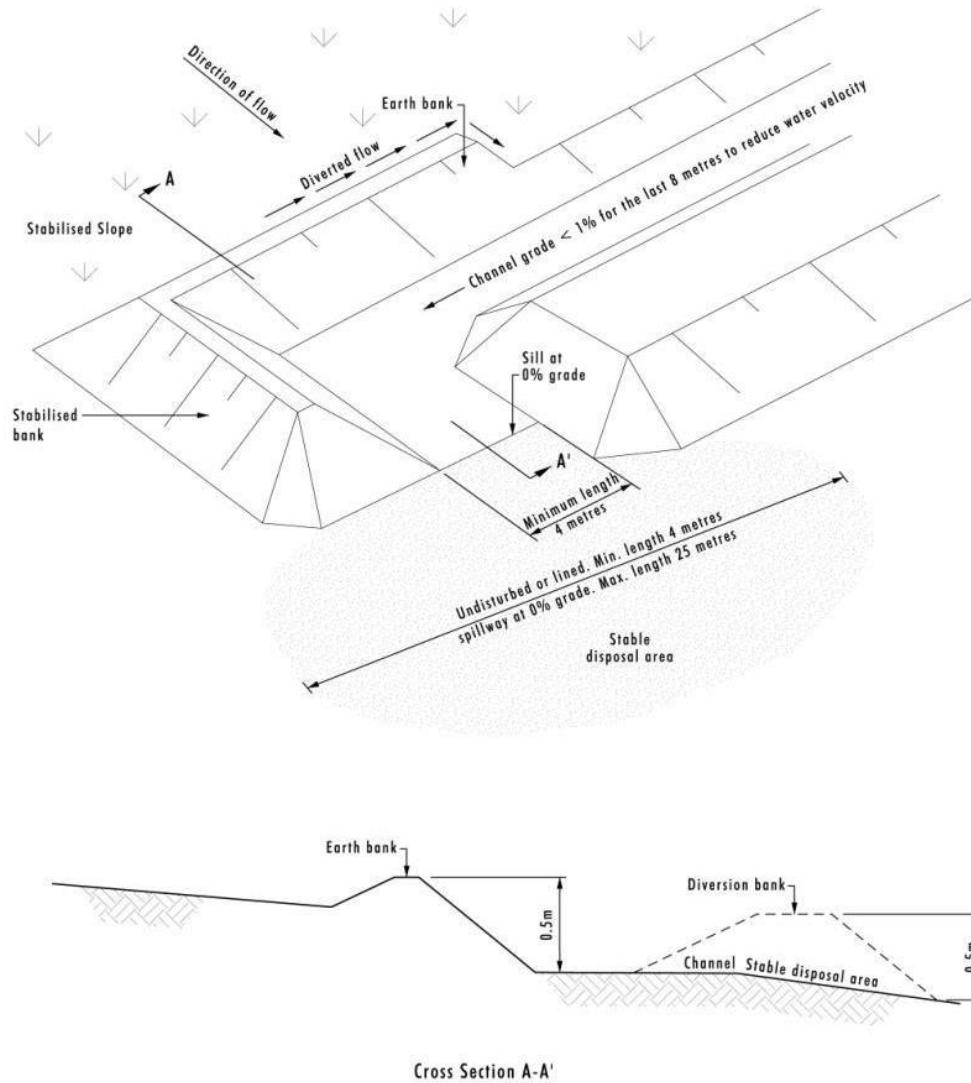 Direction of flow
Earth bank
Diverted flow
A
Stabilised Slope
Channel grade < 1% for the last 8 metres to reduce water velocity
Sill at
0% grade
Stabilised
bank
A'
Minimum length
4 metres
Undisturbed or lined. Min. length 4 metres
spillway at 0% grade. Max. length 25 metres
Stable
disposal area
Earth bank
Diversion bank
0.5m
0.5m
Channel
Stable disposal area
Cross Section A-A'